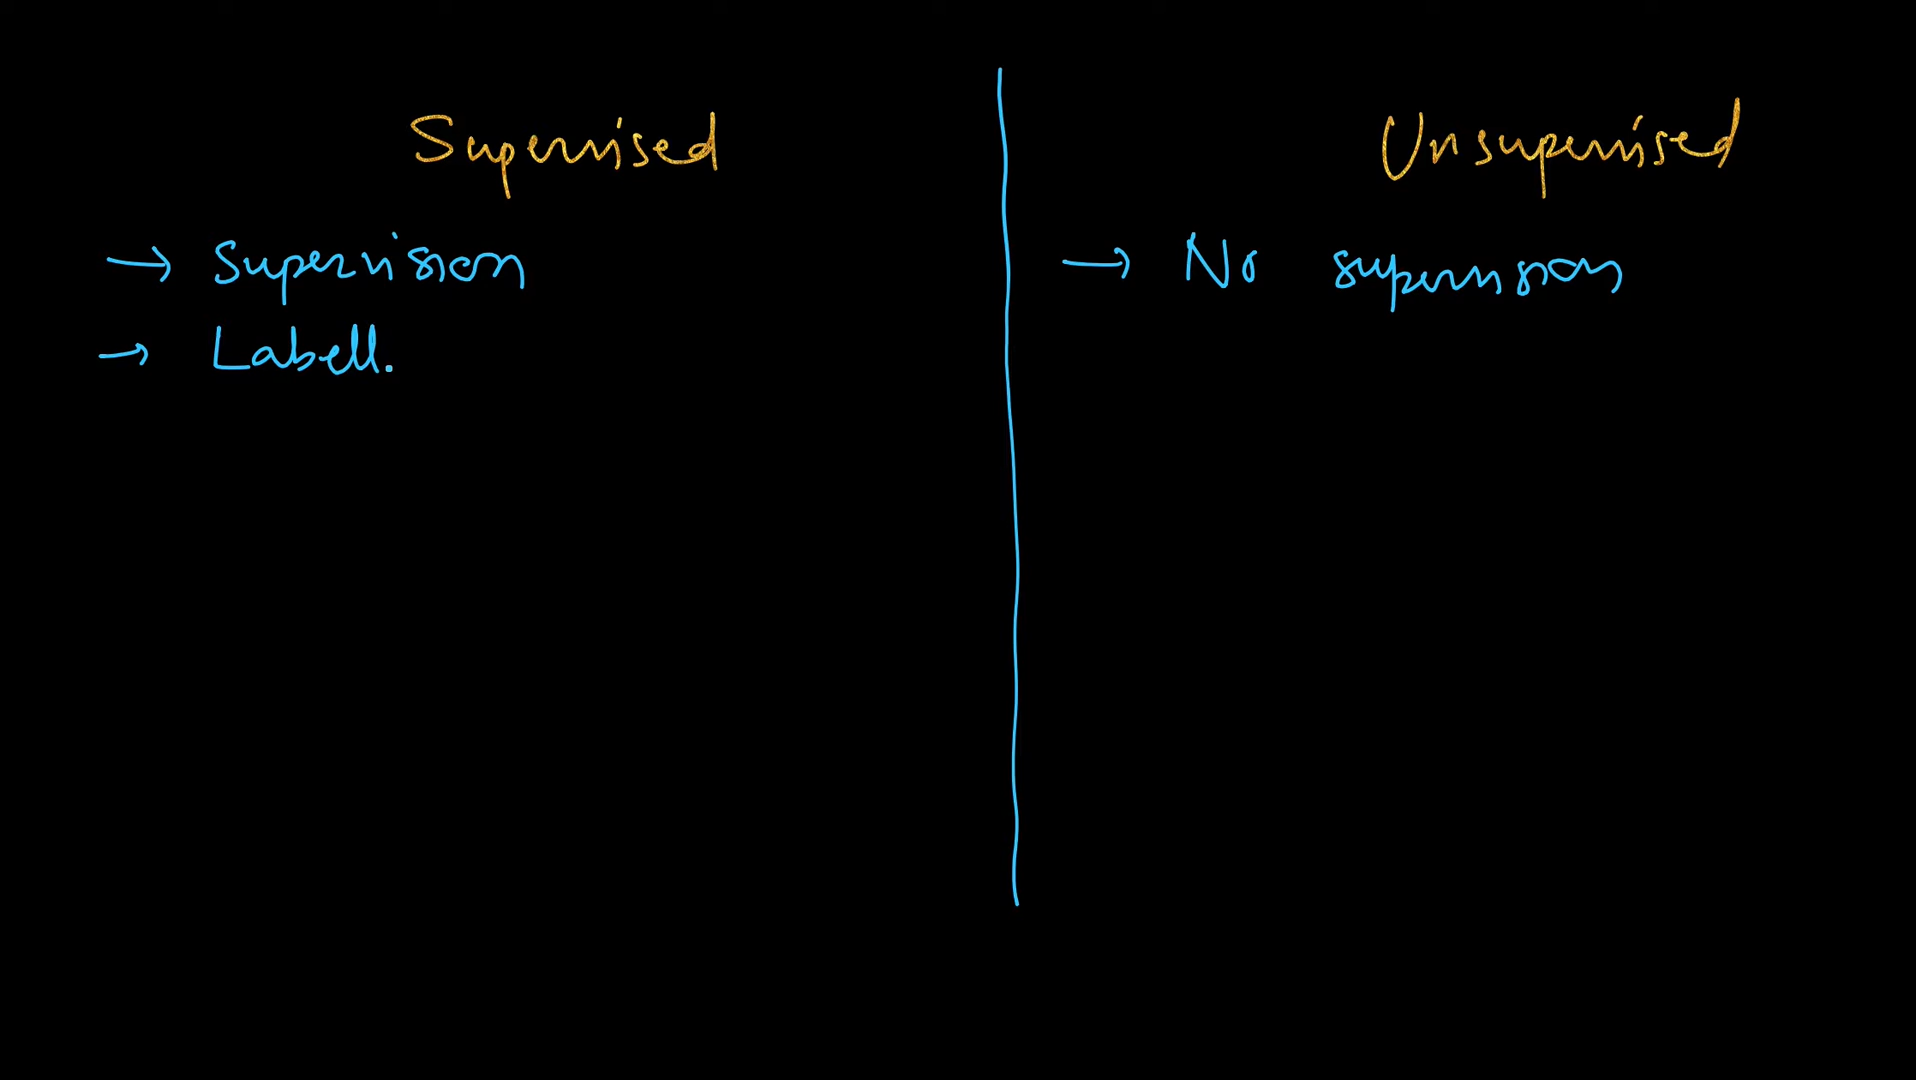 Supervised
Unsupervised
→ Supervision
→ No supervision
→ Labell.